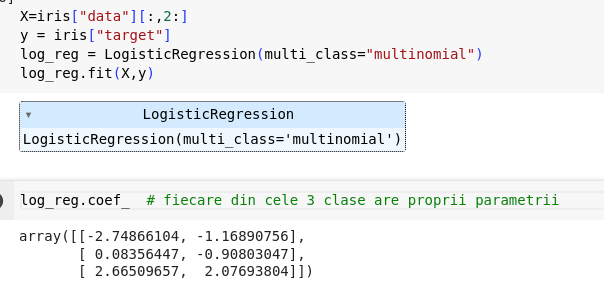 X=iris["data"][:,2:]
y = iris["target"]
log_reg = LogisticRegression(multi_class="multinomial")
log_reg.fit(X,y)
▾ LogisticRegression
LogisticRegression(multi_class='multinomial')
log_reg.coef_  # fiecare din cele 3 clase are proprii parametrii
array([[-2.74866104, -1.16890756],
       [ 0.08356447, -0.90803047],
       [ 2.66509657,  2.07693804]])